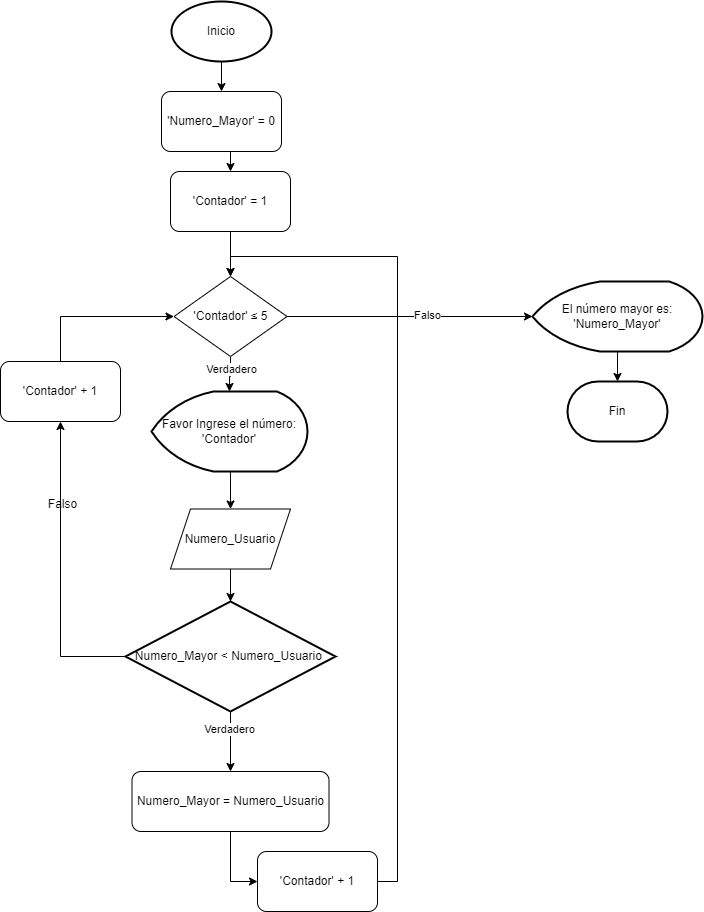 Inicio
'Numero_Mayor' = 0
'Contador' = 1
'Contador' ≤ 5
Falso
El número mayor es:
'Numero_Mayor'
Fin
Verdadero
'Contador' + 1
Favor Ingrese el número:
'Contador'
Falso
Numero_Usuario
Numero_Mayor < Numero_Usuario
Verdadero
Numero_Mayor = Numero_Usuario
'Contador' + 1